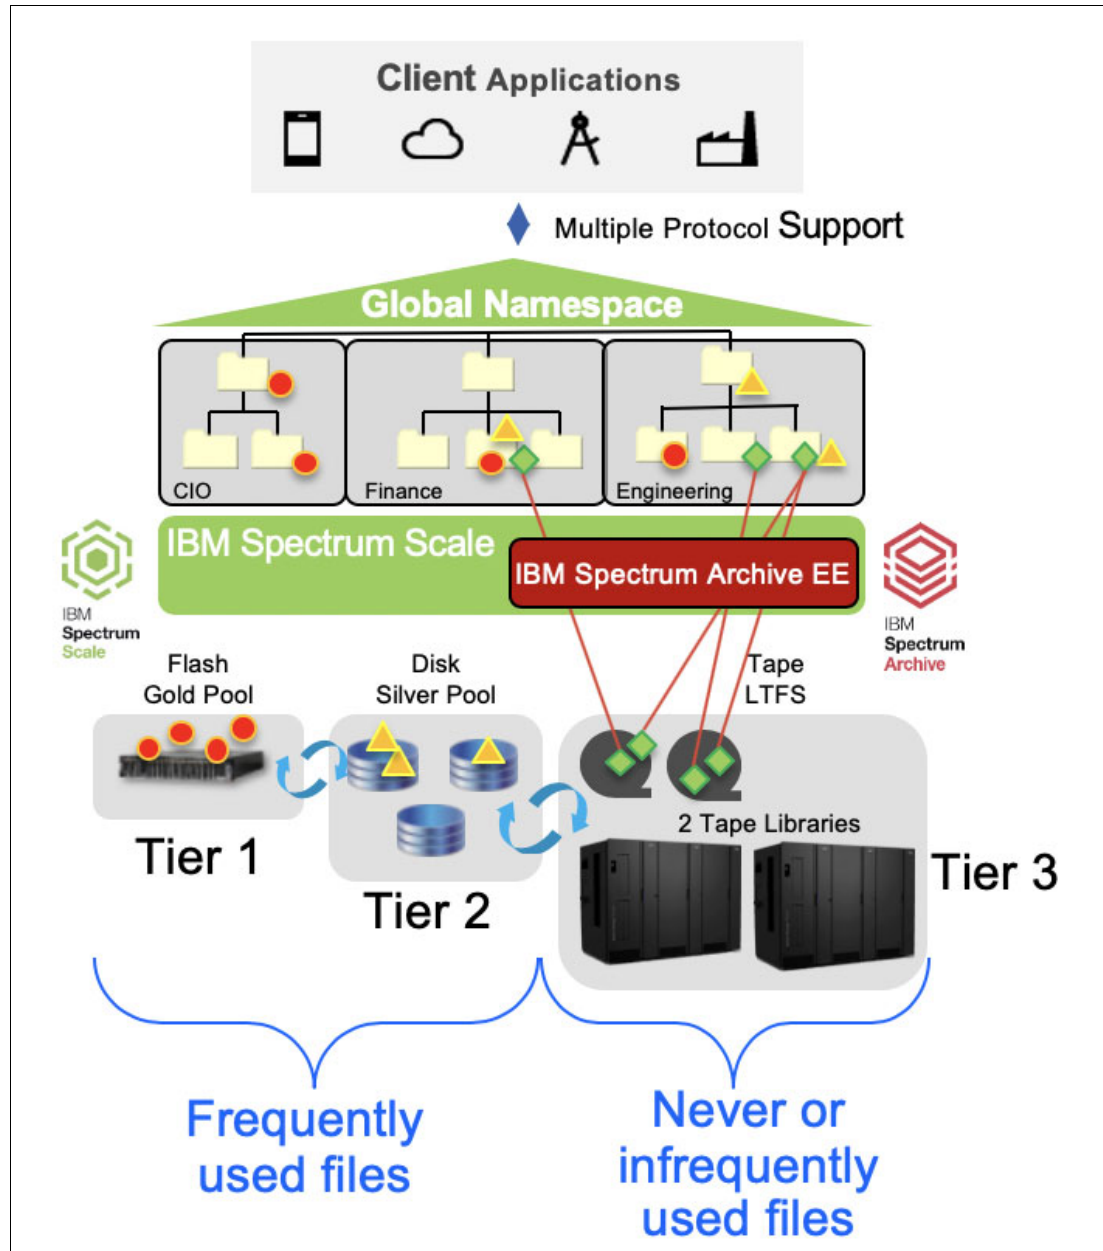 Client Applications
Multiple Protocol Support
Global Namespace
CIO
Finance
Engineering
IBM Spectrum Scale
IBM Spectrum Archive EE
IBM
Spectrum
Scale
IBM
Spectrum
Archive
Flash
Gold Pool
Disk
Silver Pool
Tape
LTFS
2 Tape Libraries
Tier 1
Tier 2
Tier 3
Frequently
used files
Never or
infrequently
used files